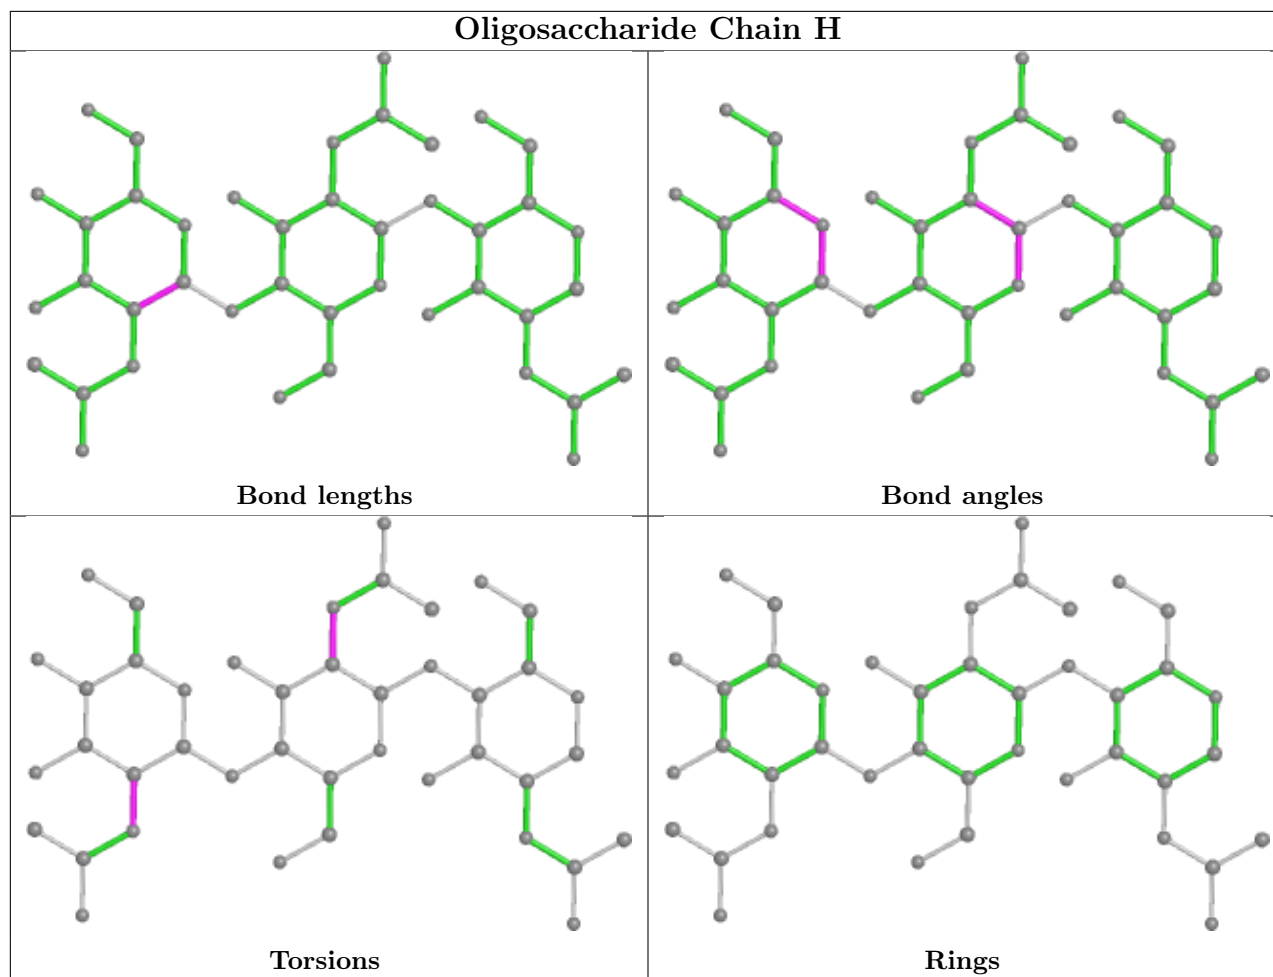 Oligosaccharide Chain H
Bond lengths
Bond angles
Torsions
Rings